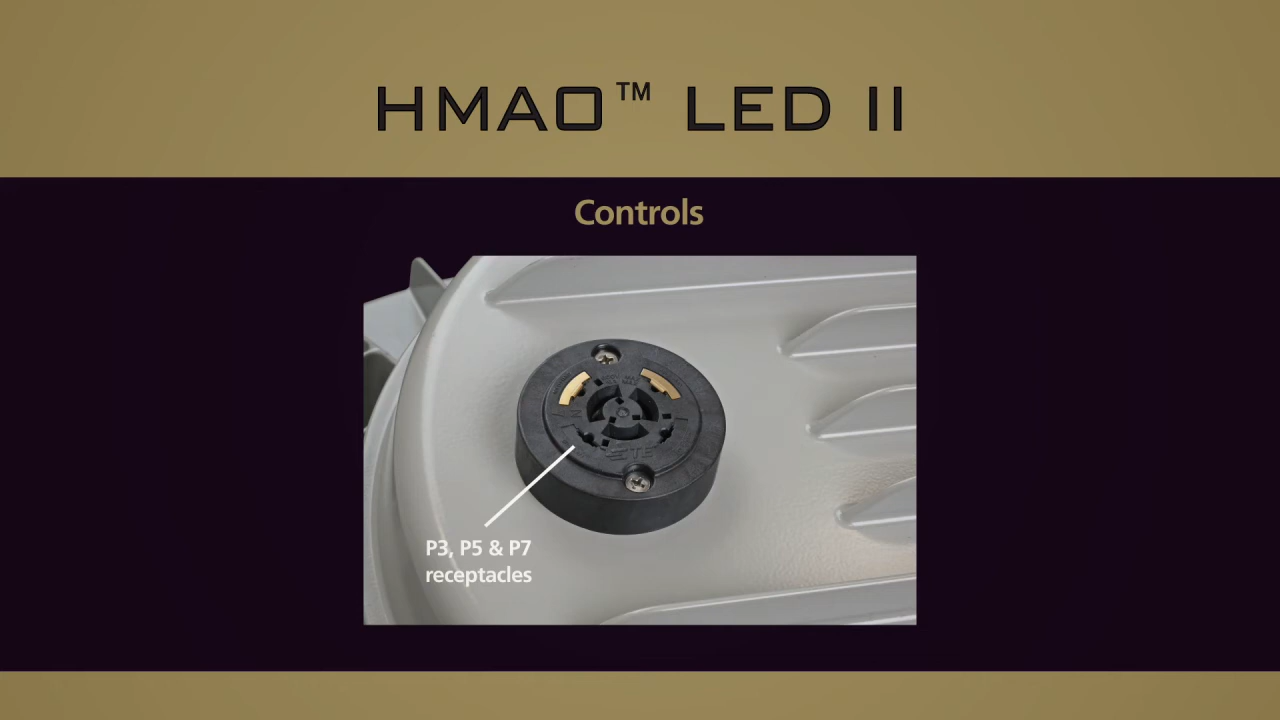 HMAO™ LED II
Controls
P3, P5 & P7
receptacles